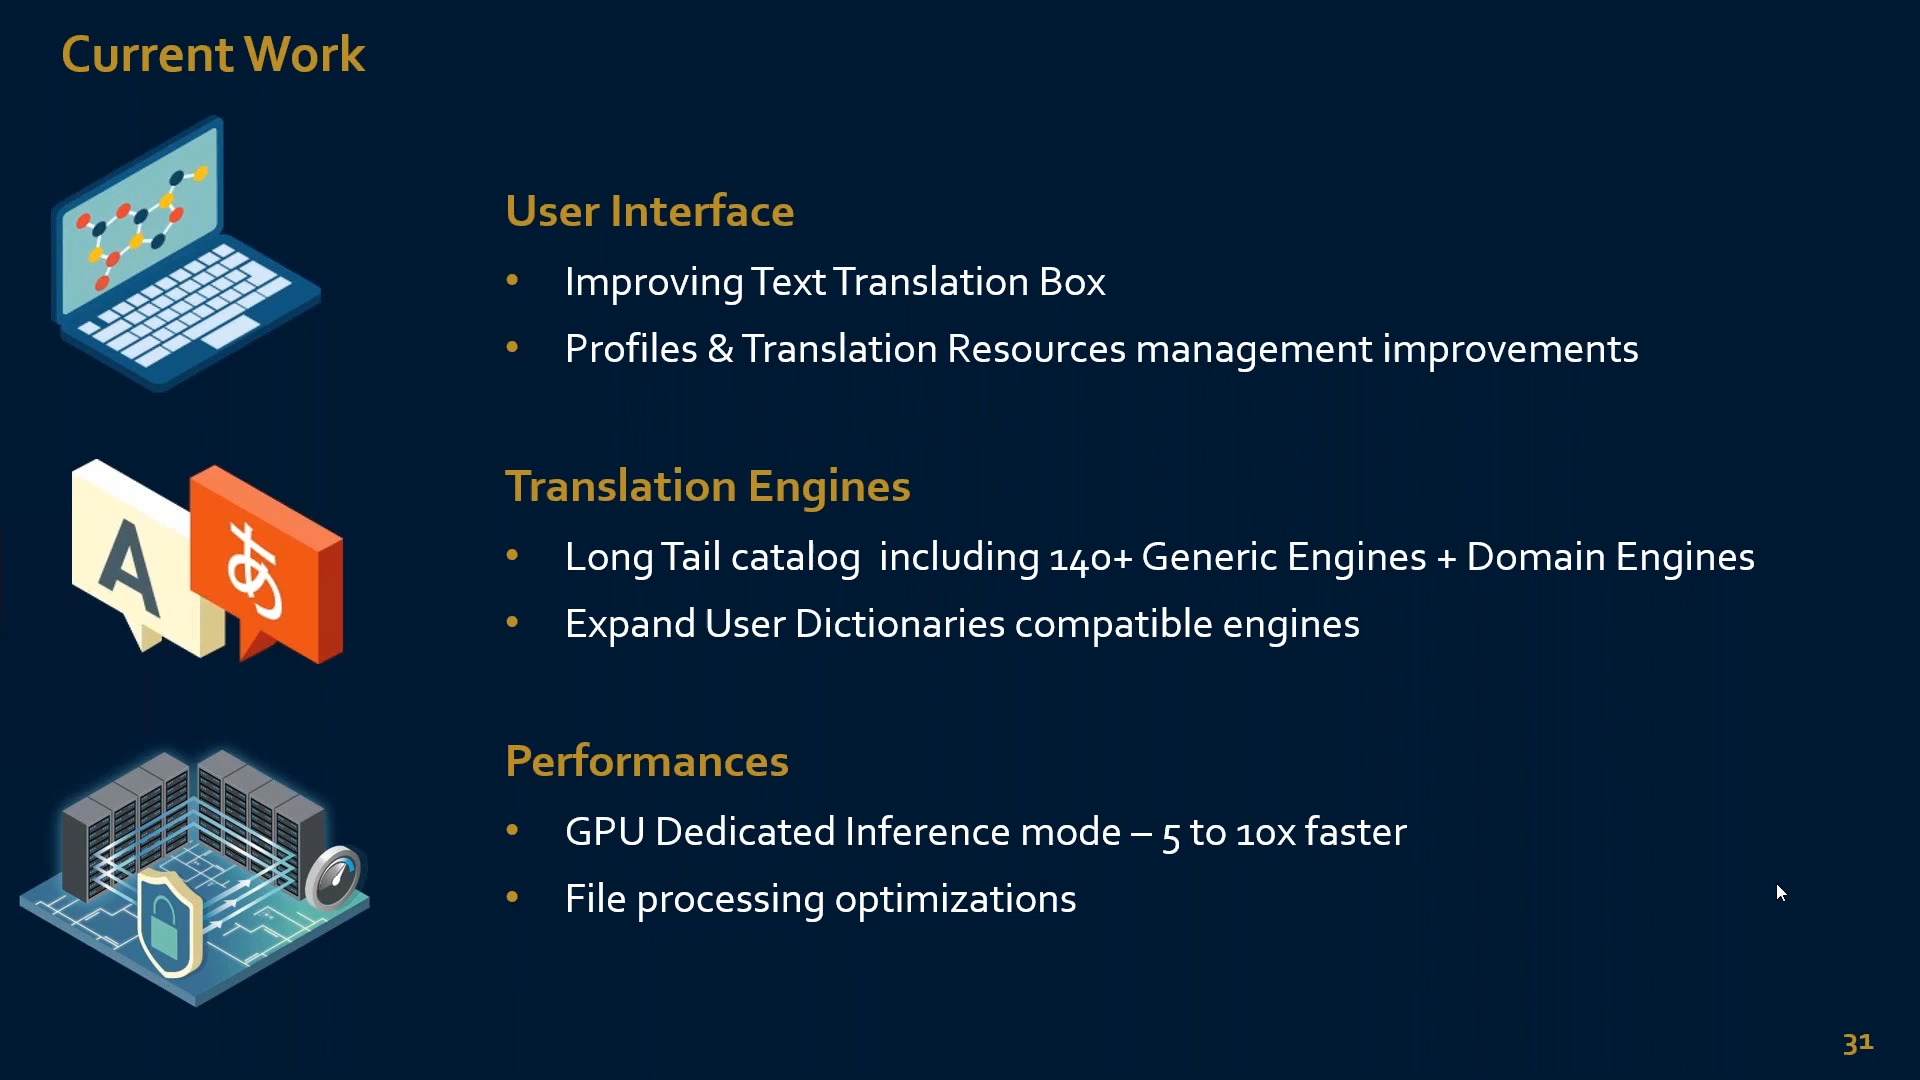 Current Work
User Interface
• Improving Text Translation Box
• Profiles & Translation Resources management improvements
A
あ
Translation Engines
• Long Tail catalog  including 140+ Generic Engines + Domain Engines
• Expand User Dictionaries compatible engines
Performances
• GPU Dedicated Inference mode – 5 to 10x faster
• File processing optimizations
31